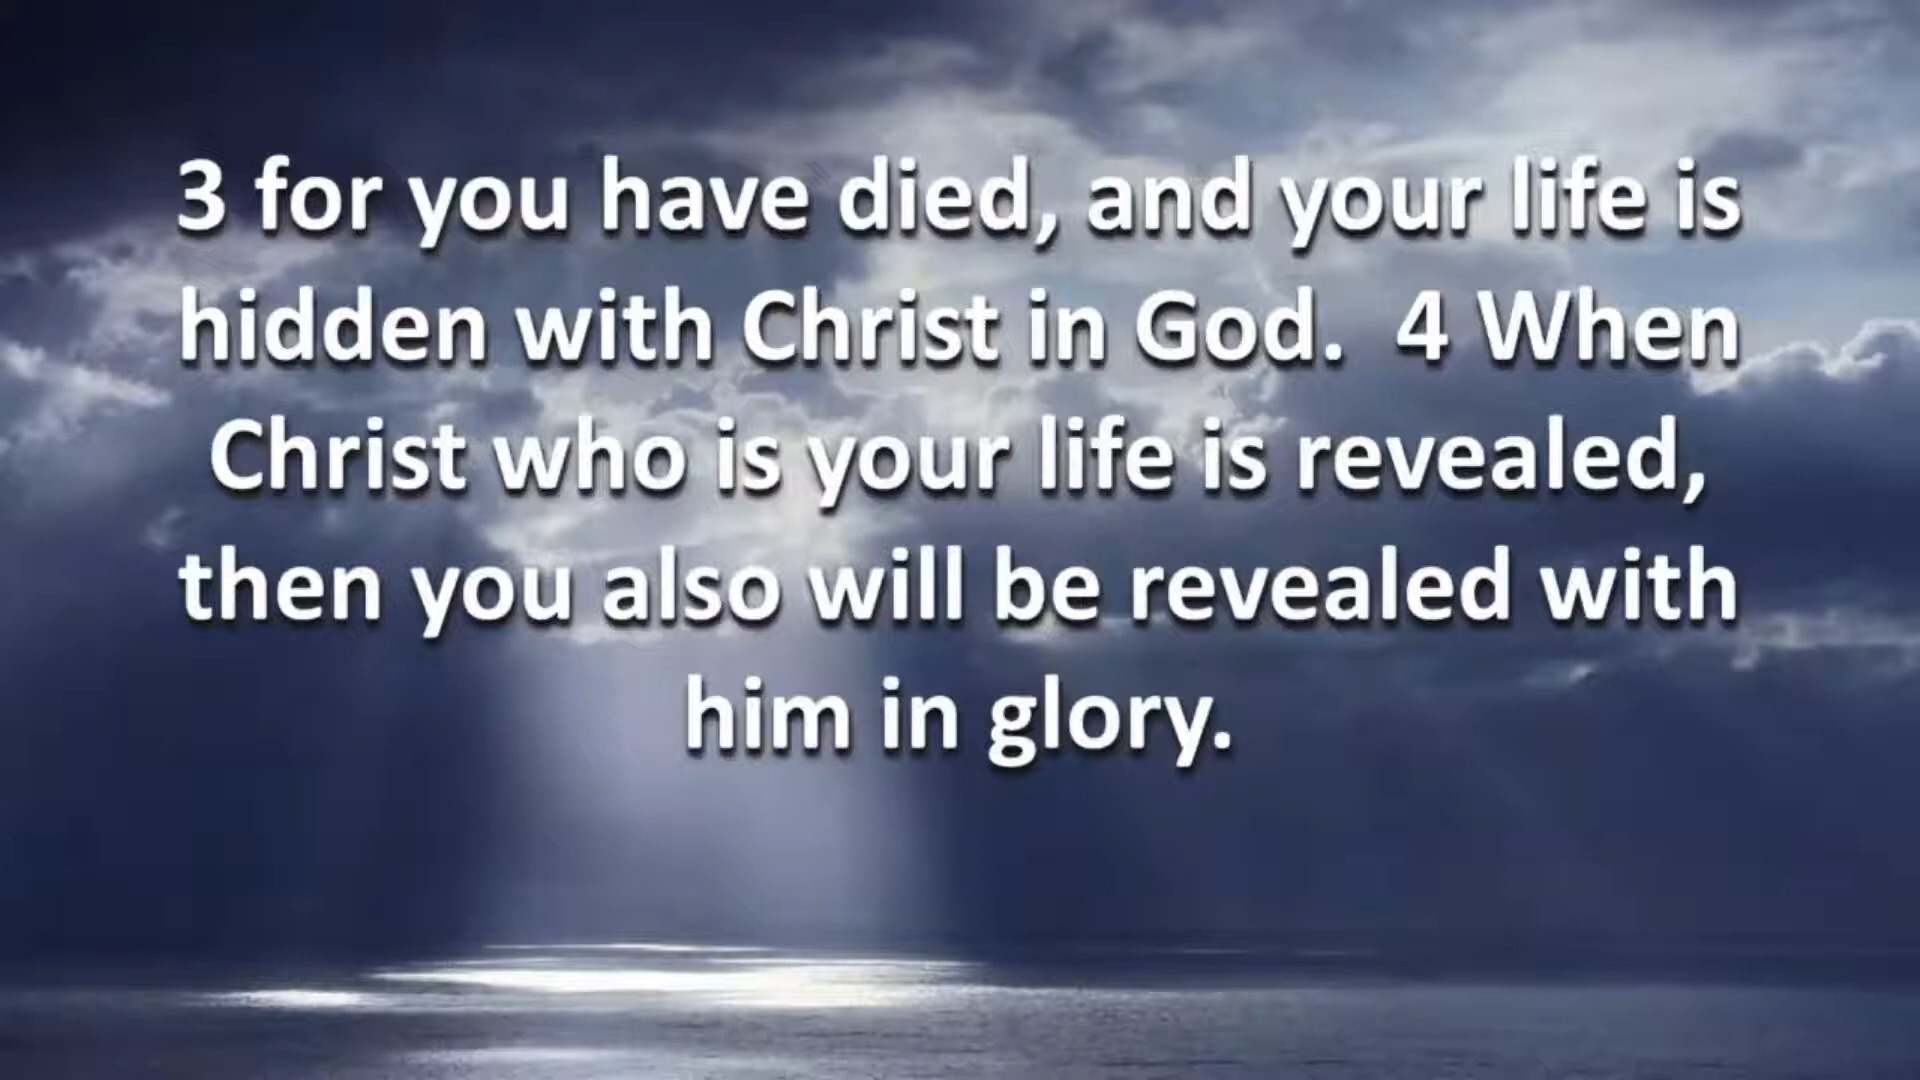 3 for you have died, and your life is
hidden with Christ in God.  4 When
Christ who is your life is revealed,
then you also will be revealed with
him in glory.